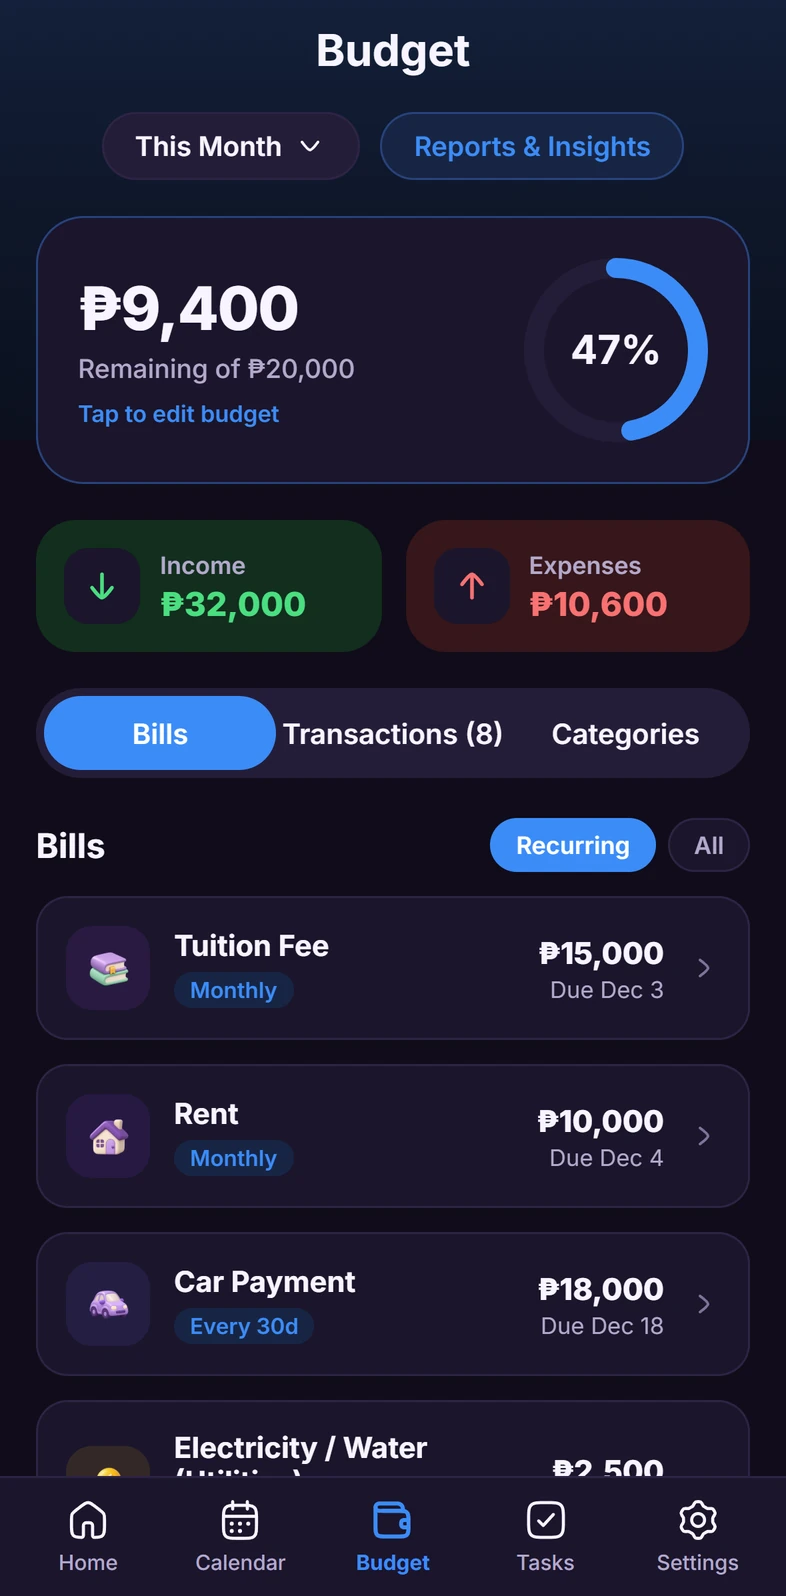 Budget
This Month
Reports & Insights
₱9,400
Remaining of ₱20,000
Tap to edit budget
47%
Income
₱32,000
Expenses
₱10,600
Bills
Transactions (8)
Categories
Bills
Recurring
All
Tuition Fee
Monthly
₱15,000
Due Dec 3
Rent
Monthly
₱10,000
Due Dec 4
Car Payment
Every 30d
₱18,000
Due Dec 18
Electricity / Water
(Utilities)
₱2,500
Home
Calendar
Budget
Tasks
Settings